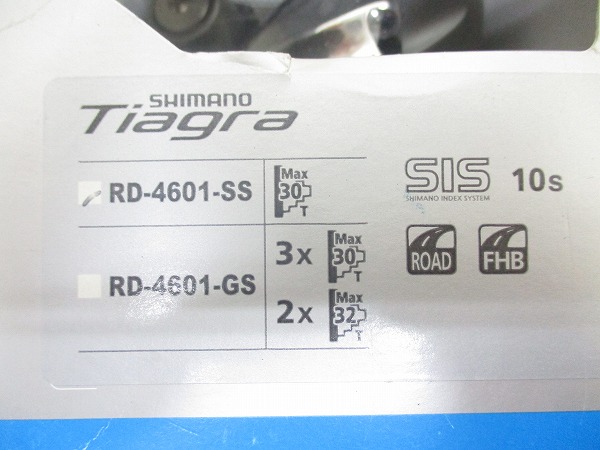 SHIMANO
Tiagra
RD-4601-SS
Max
30
T
SIS
SHIMANO INDEX SYSTEM
10s
3x
Max
30
T
ROAD
FHB
RD-4601-GS
2x
Max
32
T